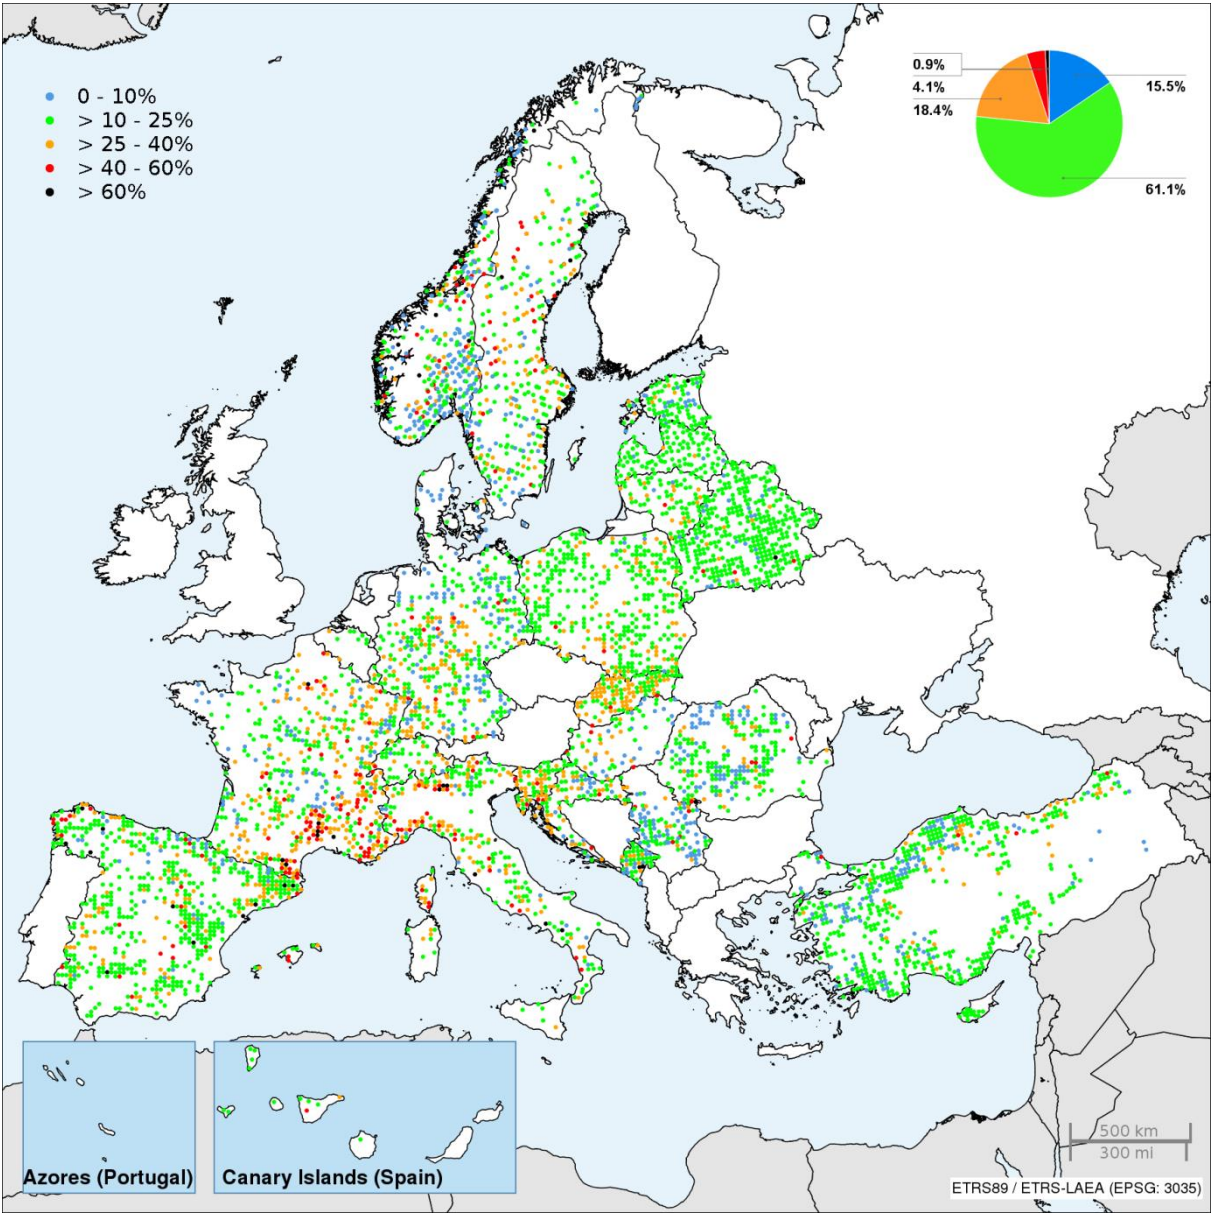 0 - 10%
> 10 - 25%
> 25 - 40%
> 40 - 60%
> 60%
0.9%
4.1%
18.4%
15.5%
61.1%
Azores (Portugal)
Canary Islands (Spain)
500 km
300 mi
ETRS89 / ETRS-LAEA (EPSG: 3035)